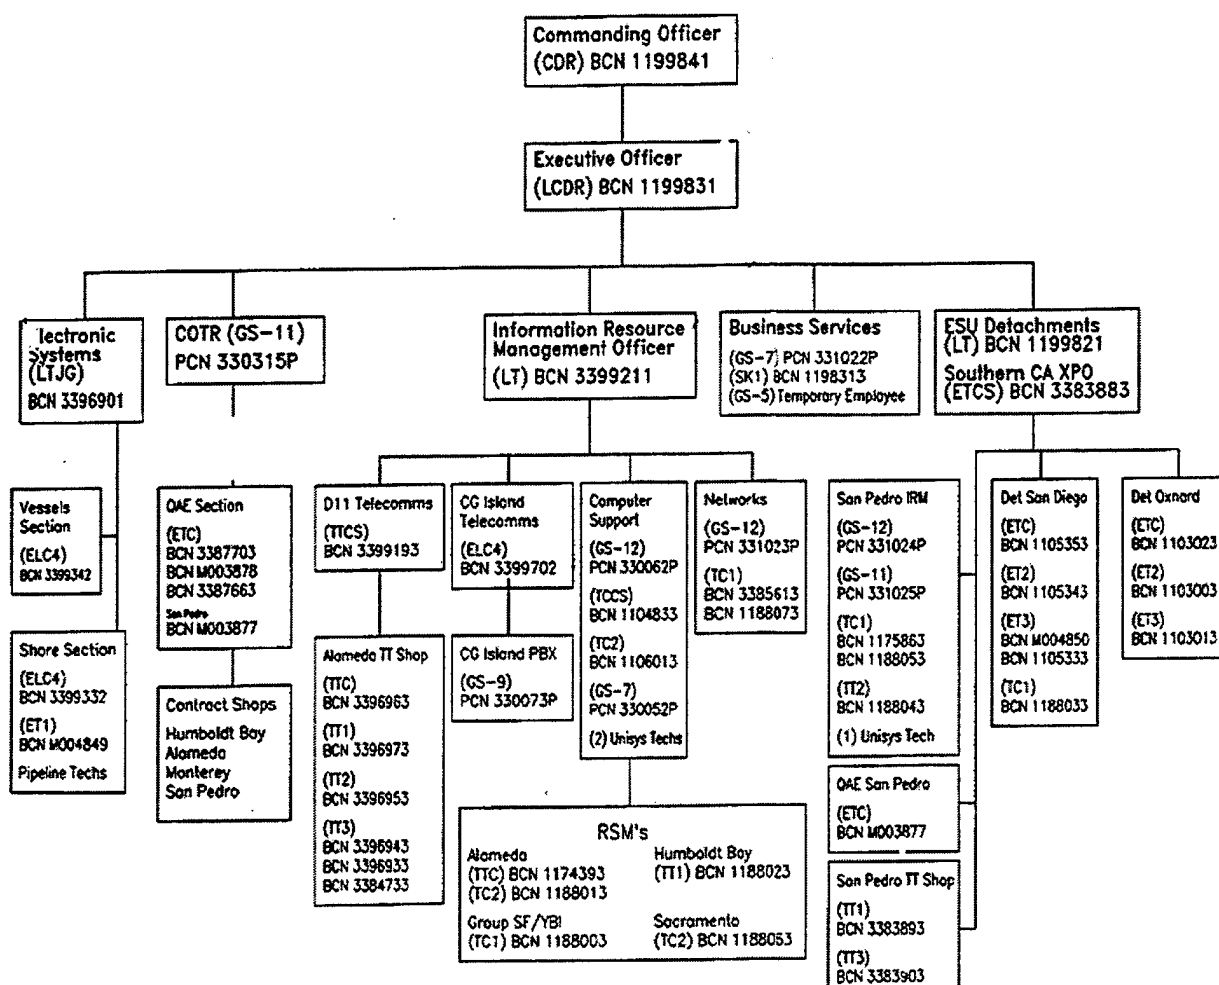 Commanding Officer
(CDR) BCN 1199841
Executive Officer
(LCDR) BCN 1199831
lectronic
Systems
(LTJG)
BCN 3396901
COTR (GS-11)
PCN 330315P
Information Resource
Management Officer
(LT) BCN 3399211
Business Services
(GS-7) PCN 331022P
(SK1) BCN 1198313
(GS-5) Temporary Employee
ESU Detachments
(LT) BCN 1199821
Southern CA XPO
(ETCS) BCN 3383883
Vessels
Section
(ELC4)
BCN 3399342
Shore Section
(ELC4)
BCN 3399332
(ET1)
BCN M004849
Pipeline Techs
QAE Section
(ETC)
BCN 3387703
BCN M003878
BCN 3387663
San Pedro
BCN M003877
Contract Shops
Humboldt Bay
Alameda
Monterey
San Pedro
D11 Telecomms
(TTCS)
BCN 3399193
Alameda TT Shop
(TTC)
BCN 3396963
(TT1)
BCN 3396973
(TT2)
BCN 3396953
(TT3)
BCN 3396943
BCN 3396933
BCN 3384733
CG Island
Telecomms
(ELC4)
BCN 3399702
CG Island PBX
(GS-9)
PCN 330073P
Computer
Support
(GS-12)
PCN 330062P
(TCCS)
BCN 1104833
(TC2)
BCN 1106013
(GS-7)
PCN 330052P
(2) Unisys Techs
Networks
(GS-12)
PCN 331023P
(TC1)
BCN 3385613
BCN 1188073
RSM's
Alameda
(TTC) BCN 1174393
(TC2) BCN 1188013
Humboldt Bay
(TT1) BCN 1188023
Group SF/YBI
(TC1) BCN 1188003
Sacramento
(TC2) BCN 1188063
San Pedro IRM
(GS-12)
PCN 331024P
(GS-11)
PCN 331025P
(TC1)
BCN 1175863
BCN 1188053
(TT2)
BCN 1188043
(1) Unisys Tech
QAE San Pedro
(ETC)
BCN M003877
San Pedro TT Shop
(TT1)
BCN 3383893
(TT3)
BCN 3383903
Det San Diego
(ETC)
BCN 1105353
(ET2)
BCN 1105343
(ET3)
BCN M004850
BCN 1105333
(TC1)
BCN 1188033
Det Oxnard
(ETC)
BCN 1103023
(ET2)
BCN 1103003
(ET3)
BCN 1103013